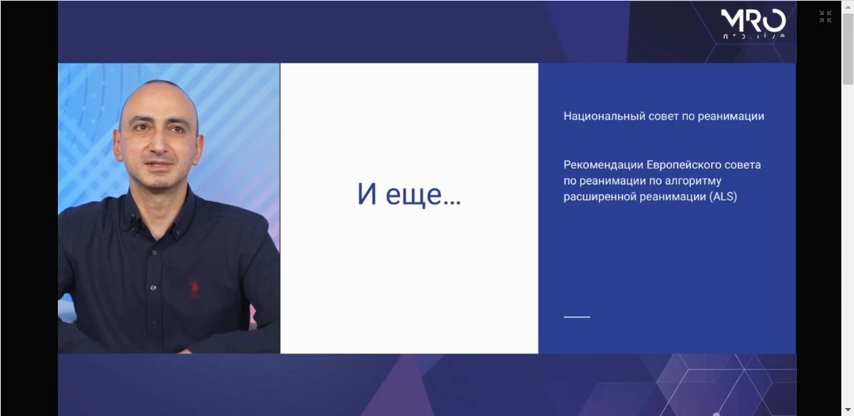 MRO
И еще...
Национальный совет по реанимации
Рекомендации Европейского совета
по реанимации по алгоритму
расширенной реанимации (ALS)